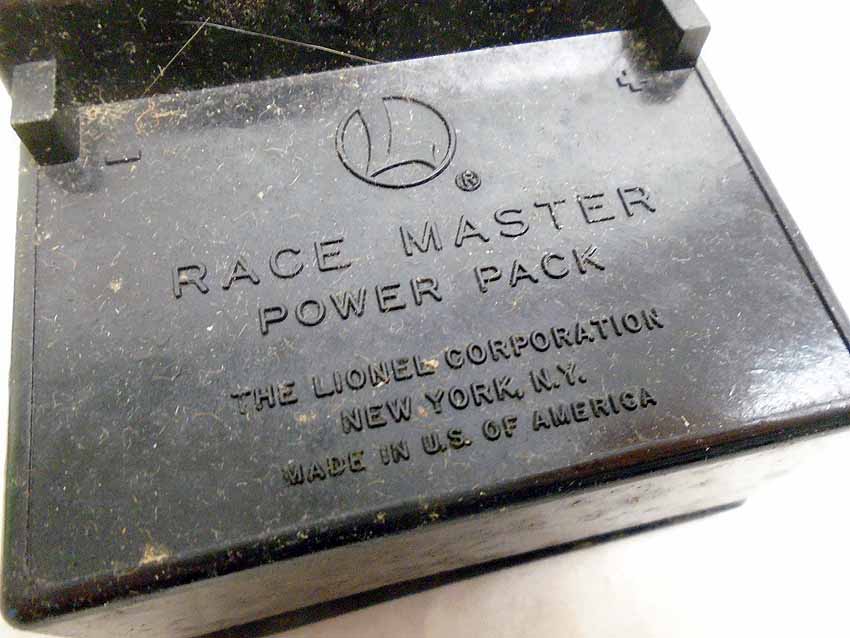 - +
L ®
RACE MASTER
POWER PACK
THE LIONEL CORPORATION
NEW YORK, N.Y.
MADE IN U.S. OF AMERICA